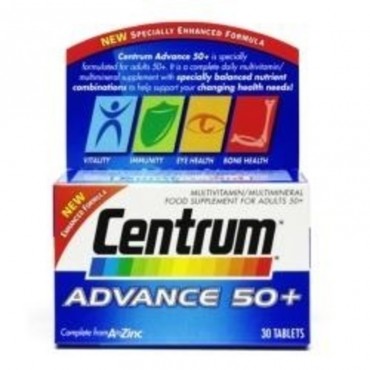 NEW SPECIALLY ENHANCED FORMULA
Centrum Advance 50+ is specially
formulated for adults 50+. It is a complete daily multivitamin/
multimineral supplement with specially balanced nutrient
combinations to help support your changing health needs!
VITALITY IMMUNITY EYE HEALTH BONE HEALTH
NEW
ENHANCED FORMULA
MULTIVITAMIN/MULTIMINERAL
FOOD SUPPLEMENT FOR ADULTS 50+
Centrum
ADVANCE 50+
Complete from A to Zinc
30 TABLETS